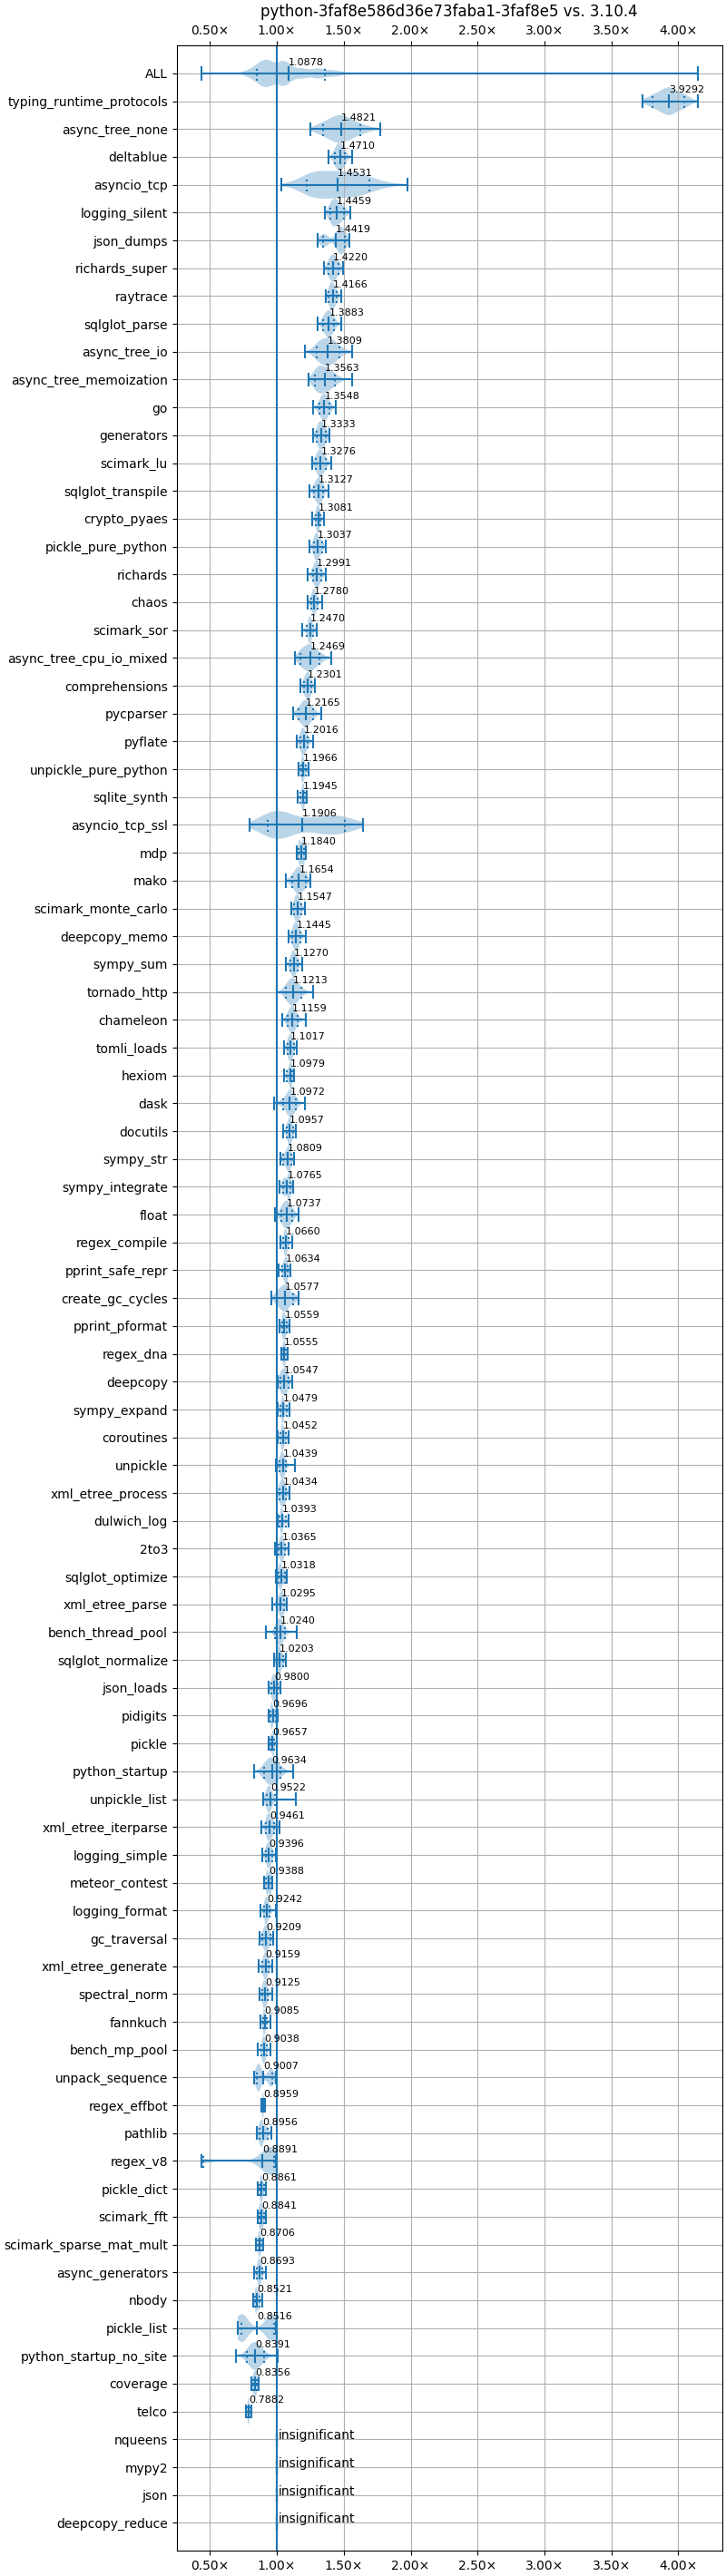 python-3faf8e586d36e73faba1-3faf8e5 vs. 3.10.4
0.50× 1.00× 1.50× 2.00× 2.50× 3.00× 3.50× 4.00×
ALL 1.0878
typing_runtime_protocols 3.9292
async_tree_none 1.4821
deltablue 1.4710
asyncio_tcp 1.4531
logging_silent 1.4459
json_dumps 1.4419
richards_super 1.4220
raytrace 1.4166
sqlglot_parse 1.3883
async_tree_io 1.3809
async_tree_memoization 1.3563
go 1.3548
generators 1.3333
scimark_lu 1.3276
sqlglot_transpile 1.3127
crypto_pyaes 1.3081
pickle_pure_python 1.3037
richards 1.2991
chaos 1.2780
scimark_sor 1.2470
async_tree_cpu_io_mixed 1.2469
comprehensions 1.2301
pycparser 1.2165
pyflate 1.2016
unpickle_pure_python 1.1966
sqlite_synth 1.1945
asyncio_tcp_ssl 1.1906
mdp 1.1840
mako 1.1654
scimark_monte_carlo 1.1547
deepcopy_memo 1.1445
sympy_sum 1.1270
tornado_http 1.1213
chameleon 1.1159
tomli_loads 1.1017
hexiom 1.0979
dask 1.0972
docutils 1.0957
sympy_str 1.0809
sympy_integrate 1.0765
float 1.0737
regex_compile 1.0660
pprint_safe_repr 1.0634
create_gc_cycles 1.0577
pprint_pformat 1.0559
regex_dna 1.0555
deepcopy 1.0547
sympy_expand 1.0479
coroutines 1.0452
unpickle 1.0439
xml_etree_process 1.0434
dulwich_log 1.0393
2to3 1.0365
sqlglot_optimize 1.0318
xml_etree_parse 1.0295
bench_thread_pool 1.0240
sqlglot_normalize 1.0203
json_loads 0.9800
pidigits 0.9696
pickle 0.9657
python_startup 0.9634
unpickle_list 0.9522
xml_etree_iterparse 0.9461
logging_simple 0.9396
meteor_contest 0.9388
logging_format 0.9242
gc_traversal 0.9209
xml_etree_generate 0.9159
spectral_norm 0.9125
fannkuch 0.9085
bench_mp_pool 0.9038
unpack_sequence 0.9007
regex_effbot 0.8959
pathlib 0.8956
regex_v8 0.8891
pickle_dict 0.8861
scimark_fft 0.8841
scimark_sparse_mat_mult 0.8706
async_generators 0.8693
nbody 0.8521
pickle_list 0.8516
python_startup_no_site 0.8391
coverage 0.8356
telco 0.7882
nqueens insignificant
mypy2 insignificant
json insignificant
deepcopy_reduce insignificant
0.50× 1.00× 1.50× 2.00× 2.50× 3.00× 3.50× 4.00×